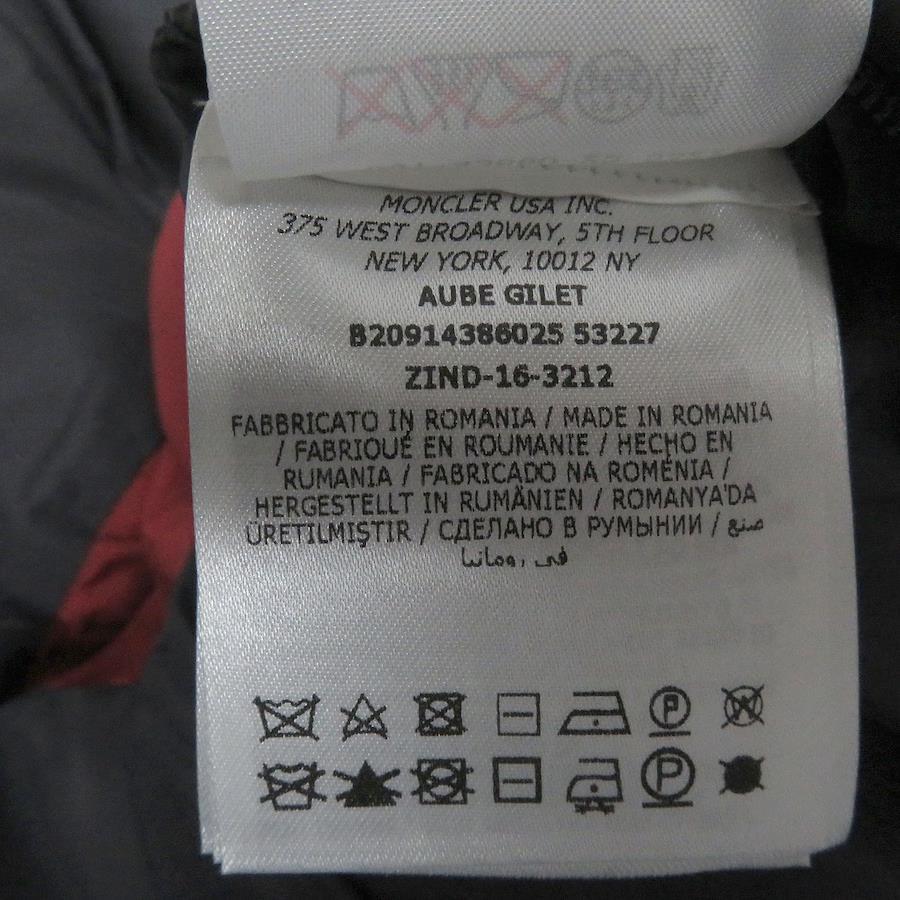 MONCLER USA INC.
375 WEST BROADWAY, 5TH FLOOR
NEW YORK, 10012 NY
AUBE GILET
B20914386025 53227
ZIND-16-3212
FABBRICATO IN ROMANIA / MADE IN ROMANIA
/ FABRIQUÉ EN ROUMANIE / HECHO EN
RUMANIA / FABRICADO NA ROMÉNIA /
HERGESTELLT IN RUMÄNIEN / ROMANYA'DA
ÜRETILMIŞTIR / СДЕЛАНО В РУМЫНИИ / صنع
في رومانيا
P W
P